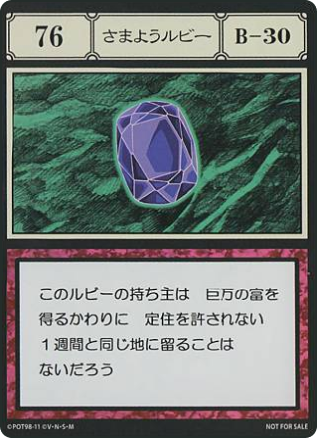 76 さまようルビー B-30
このルビーの持ち主は 巨万の富を
得るかわりに 定住を許されない
1週間と同じ地に留ることは
ないだろう
©POT98-11 ©V・N・S・M NOT FOR SALE